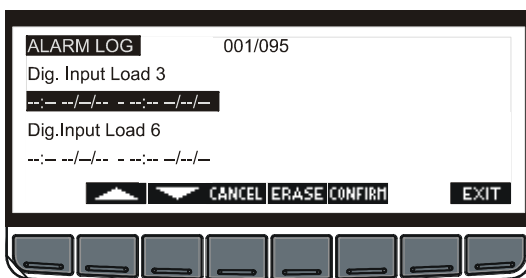 ALARM LOG 001/095
Dig. Input Load 3
--:-- --/--/-- - --:-- --/--/--
Dig.Input Load 6
--:-- --/--/-- - --:-- --/--/--
CANCEL ERASE CONFIRM EXIT